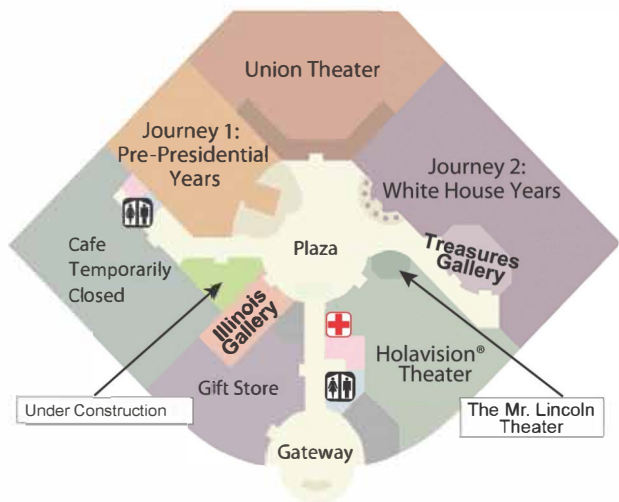 Union Theater
Journey 1:
Pre-Presidential
Years
Journey 2:
White House Years
Cafe
Temporarily
Closed
Plaza
Treasures
Gallery
Illinois
Gallery
Holavision®
Theater
Gift Store
Under Construction
The Mr. Lincoln
Theater
Gateway